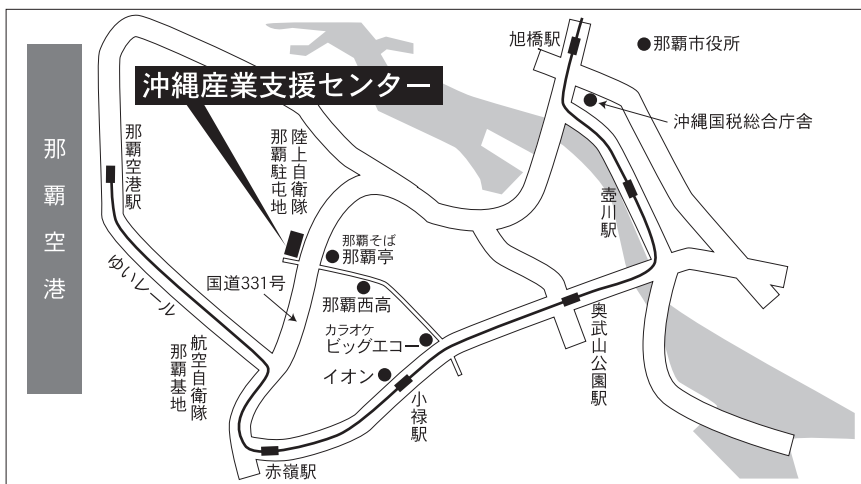 那覇空港
沖縄産業支援センター
旭橋駅
那覇市役所
沖縄国税総合庁舎
那覇空港駅
陸上自衛隊
那覇駐屯地
壺川駅
那覇そば
那覇亭
国道331号
ゆいレール
那覇西高
カラオケ
ビッグエコー
イオン
航空自衛隊
那覇基地
小禄駅
奥武山公園駅
赤嶺駅